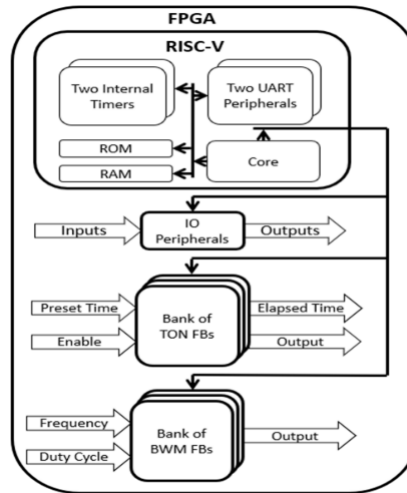 FPGA
RISC-V
Two Internal
Timers
Two UART
Peripherals
ROM
RAM
Core
Inputs
IO
Peripherals
Outputs
Preset Time
Enable
Bank of
TON FBs
Elapsed Time
Output
Frequency
Duty Cycle
Bank of
BWM FBs
Output